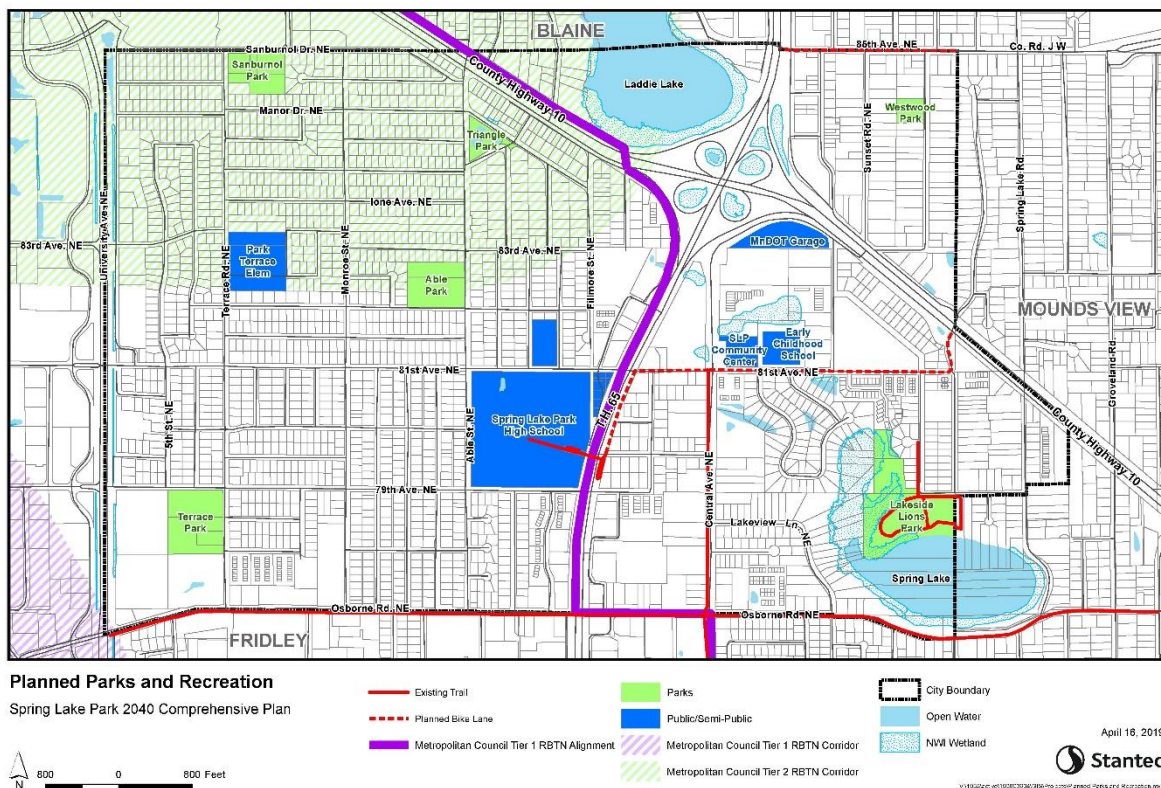 BLAINE
Sanburnol Dr. NE
85th Ave. NE
Co. Rd. J W
Sanburnol
Park
County Highway 10
Laddie Lake
Manor Dr. NE
Westwood
Park
Triangle
Park
Sunset Rd. NE
Spring Lake Rd.
University Ave. NE
Ione Ave. NE
83rd Ave. NE
83rd Ave. NE
Park
Terrace
Elem
Terrace Rd. NE
Monroe St. NE
Able
Park
Fillmore St. NE
MnDOT Garage
MOUNDS VIEW
SLP
Community
Center
Early
Childhood
School
81st Ave. NE
81st Ave. NE
Groveland Rd.
5th St. NE
Able St. NE
Spring Lake Park
High School
T.H. 65
Central Ave. NE
County Highway 10
79th Ave. NE
Terrace
Park
Lakeview Ln. NE
Lakeside
Lions
Park
Spring Lake
Osborne Rd. NE
Osborne Rd. NE
FRIDLEY
Planned Parks and Recreation
Spring Lake Park 2040 Comprehensive Plan
N
800 0 800 Feet
Existing Trail
Planned Bike Lane
Metropolitan Council Tier 1 RBTN Alignment
Parks
Public/Semi-Public
Metropolitan Council Tier 1 RBTN Corridor
Metropolitan Council Tier 2 RBTN Corridor
City Boundary
Open Water
NWI Wetland
April 16, 2019
Stantec